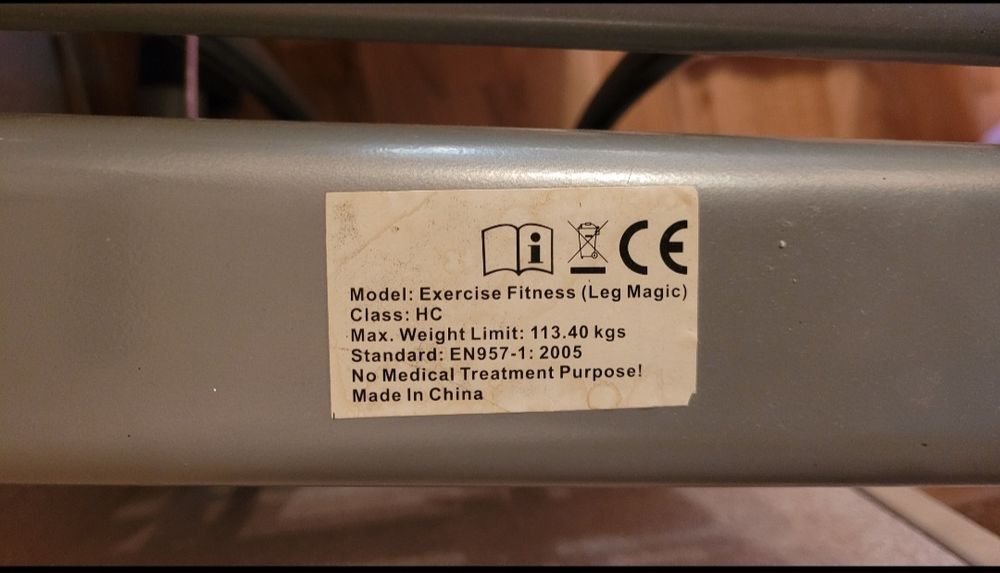 i CE
Model: Exercise Fitness (Leg Magic)
Class: HC
Max. Weight Limit: 113.40 kgs
Standard: EN957-1: 2005
No Medical Treatment Purpose!
Made In China